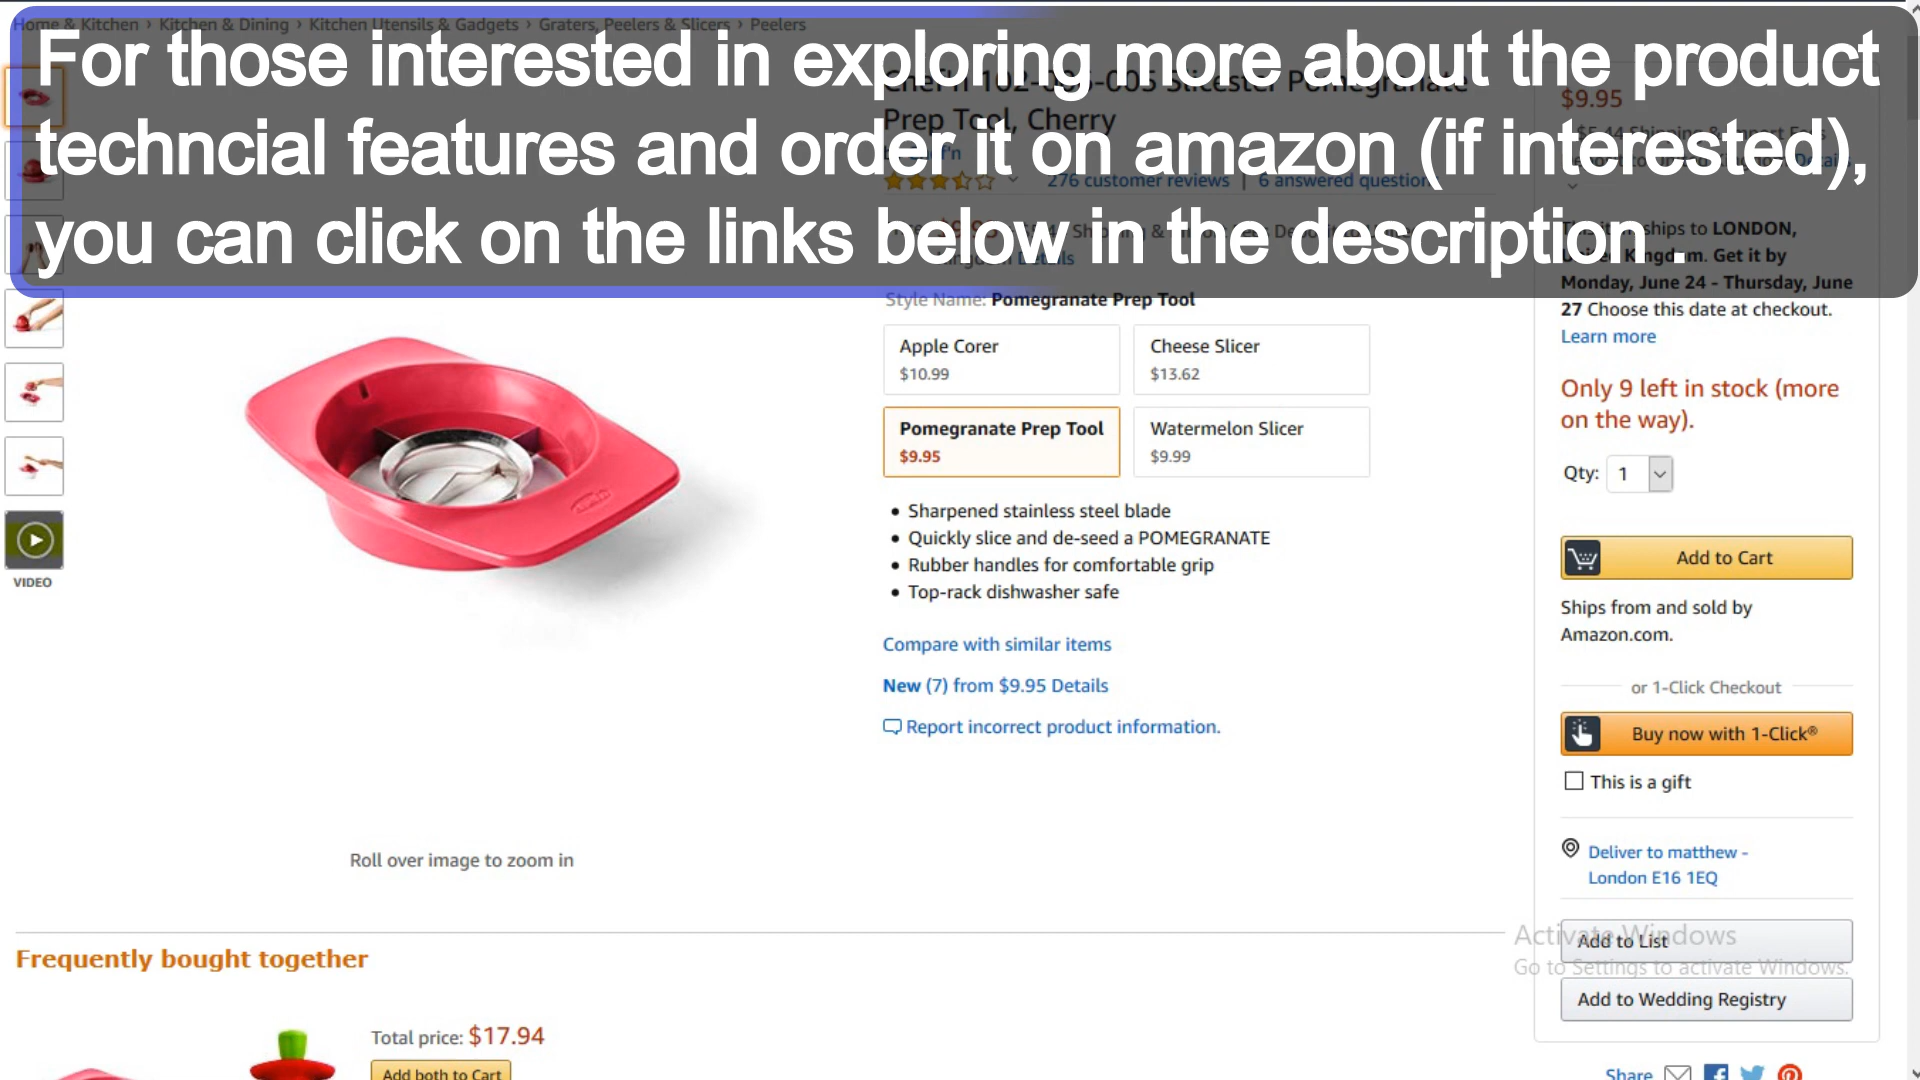 Home & Kitchen › Kitchen & Dining › Kitchen Utensils & Gadgets › Graters, Peelers & Slicers › Peelers
For those interested in exploring more about the product
techncial features and order it on amazon (if interested),
you can click on the links below in the description .
Prep Tool, Cherry
276 customer reviews | 6 answered question
Details
Style Name: Pomegranate Prep Tool
Apple Corer
$10.99
Cheese Slicer
$13.62
Pomegranate Prep Tool
$9.95
Watermelon Slicer
$9.99
• Sharpened stainless steel blade
• Quickly slice and de-seed a POMEGRANATE
• Rubber handles for comfortable grip
• Top-rack dishwasher safe
Compare with similar items
New (7) from $9.95 Details
Report incorrect product information.
VIDEO
Roll over image to zoom in
$9.95
ships to LONDON,
Get it by
Monday, June 24 - Thursday, June
27 Choose this date at checkout.
Learn more
Only 9 left in stock (more
on the way).
Qty: 1
Add to Cart
Ships from and sold by
Amazon.com.
or 1-Click Checkout
Buy now with 1-Click®
This is a gift
Deliver to matthew -
London E16 1EQ
Add to List
Activate Windows
Go to Settings to activate Windows.
Add to Wedding Registry
Share
Frequently bought together
Total price: $17.94
Add both to Cart